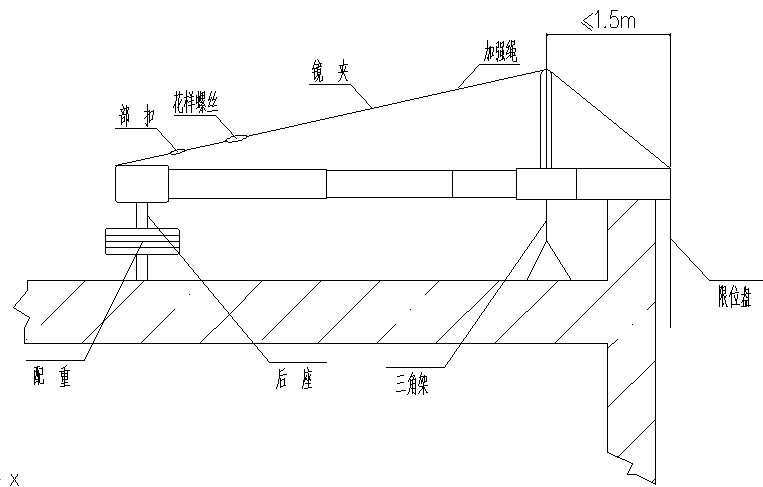 ≤1.5m
加强绳
镜 夹
花样螺丝
部 扣
限位盘
配 重
后 座
三角架
X